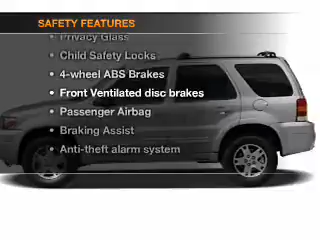 SAFETY FEATURES
• Privacy Glass
• Child Safety Locks
• 4-wheel ABS Brakes
• Front Ventilated disc brakes
• Passenger Airbag
• Braking Assist
• Anti-theft alarm system